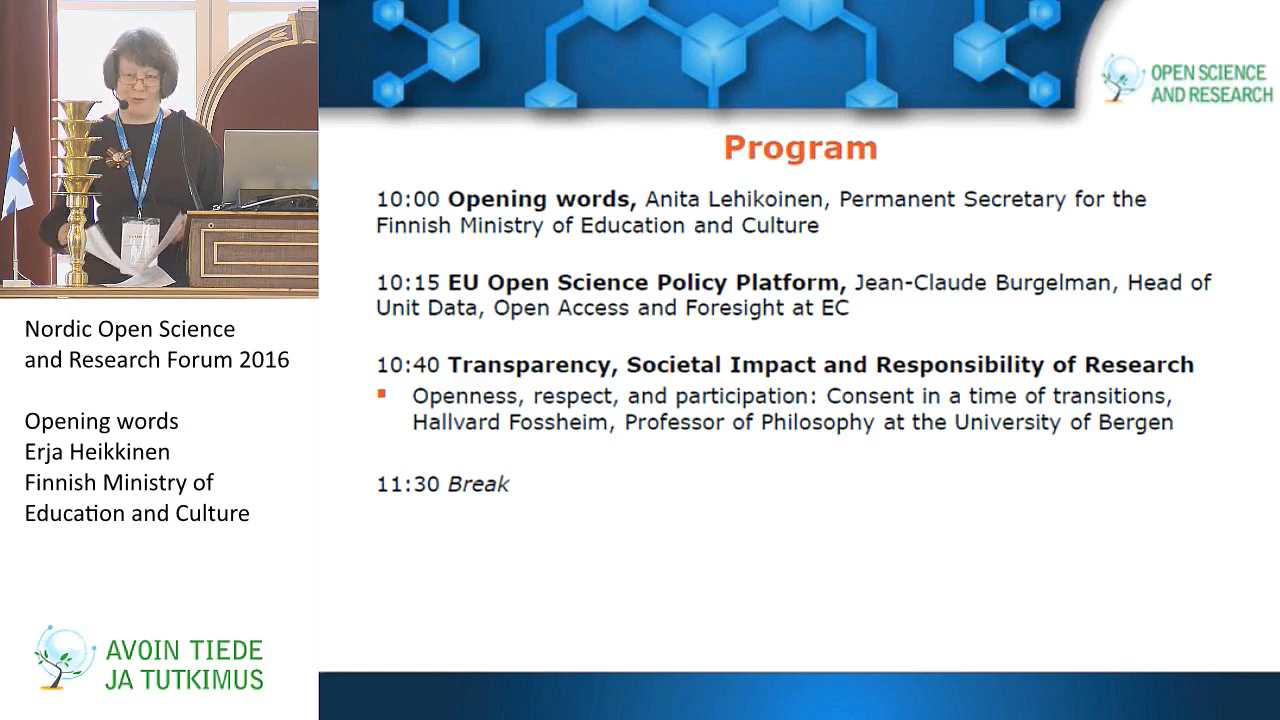 Nordic Open Science
and Research Forum 2016
Opening words
Erja Heikkinen
Finnish Ministry of
Education and Culture
AVOIN TIEDE
JA TUTKIMUS
OPEN SCIENCE
AND RESEARCH
Program
10:00 Opening words, Anita Lehikoinen, Permanent Secretary for the
Finnish Ministry of Education and Culture
10:15 EU Open Science Policy Platform, Jean-Claude Burgelman, Head of
Unit Data, Open Access and Foresight at EC
10:40 Transparency, Societal Impact and Responsibility of Research
Openness, respect, and participation: Consent in a time of transitions,
Hallvard Fossheim, Professor of Philosophy at the University of Bergen
11:30 Break